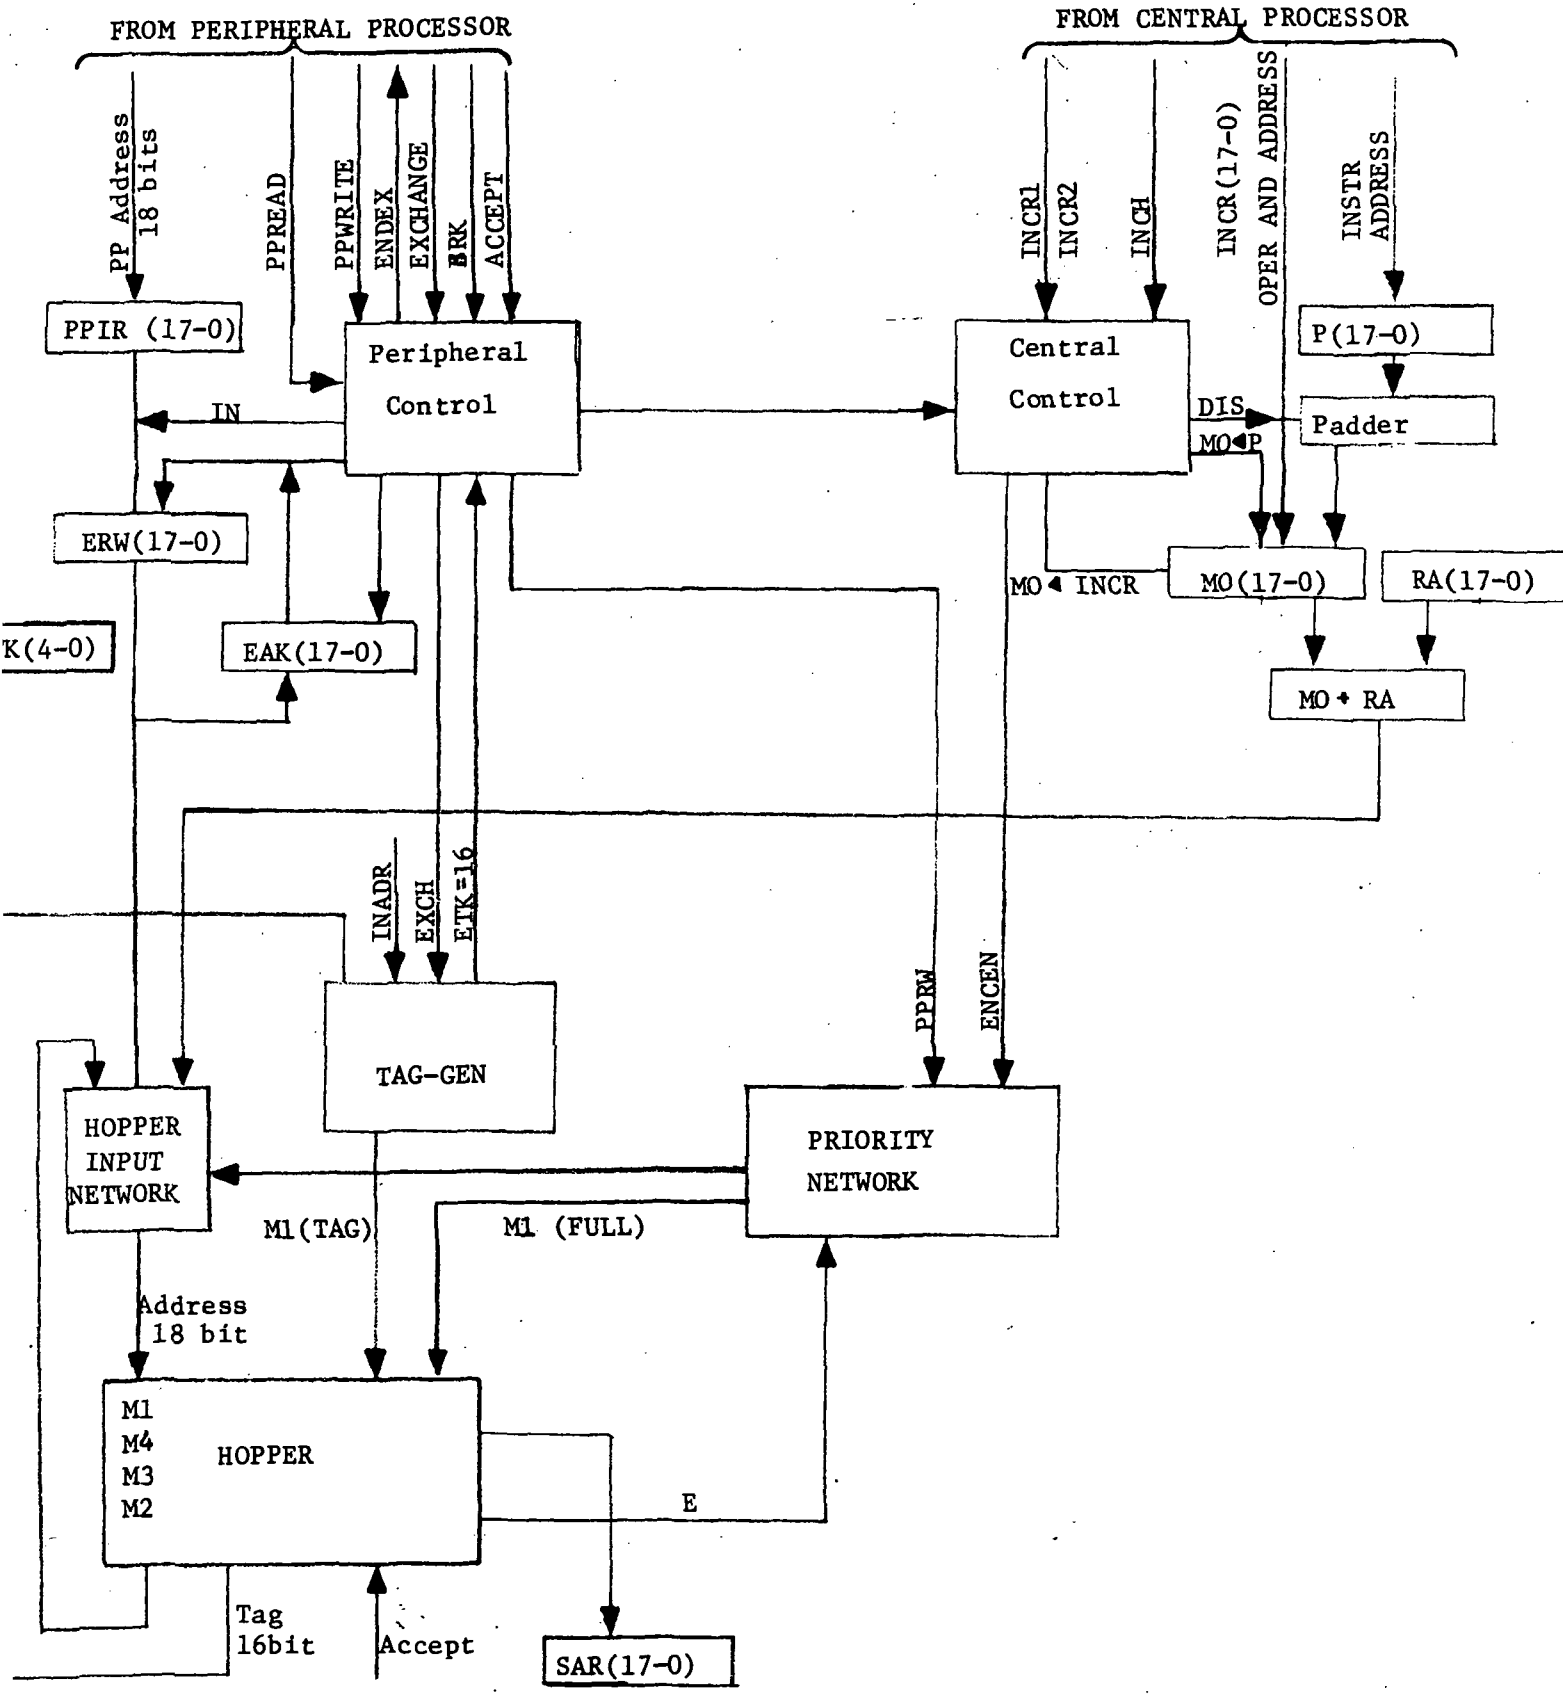 FROM PERIPHERAL PROCESSOR
FROM CENTRAL PROCESSOR
PP Address
18 bits
PPREAD
PPWRITE
ENDEX
EXCHANGE
BRK
ACCEPT
INCR1
INCR2
INCH
INCR(17-0)
OPER AND ADDRESS
INSTR
ADDRESS
PPIR (17-0)
Peripheral
Control
Central
Control
P(17-0)
IN
DIS
Padder
MO◄P
ERW(17-0)
MO◄ INCR
MO(17-0)
RA(17-0)
K(4-0)
EAK(17-0)
MO + RA
INADR
EXCH
ETK=16
PPRW
ENCEN
TAG-GEN
HOPPER
INPUT
NETWORK
PRIORITY
NETWORK
M1(TAG)
M1 (FULL)
Address
18 bit
M1
M4
M3
M2
HOPPER
E
Tag
16bit
Accept
SAR(17-0)